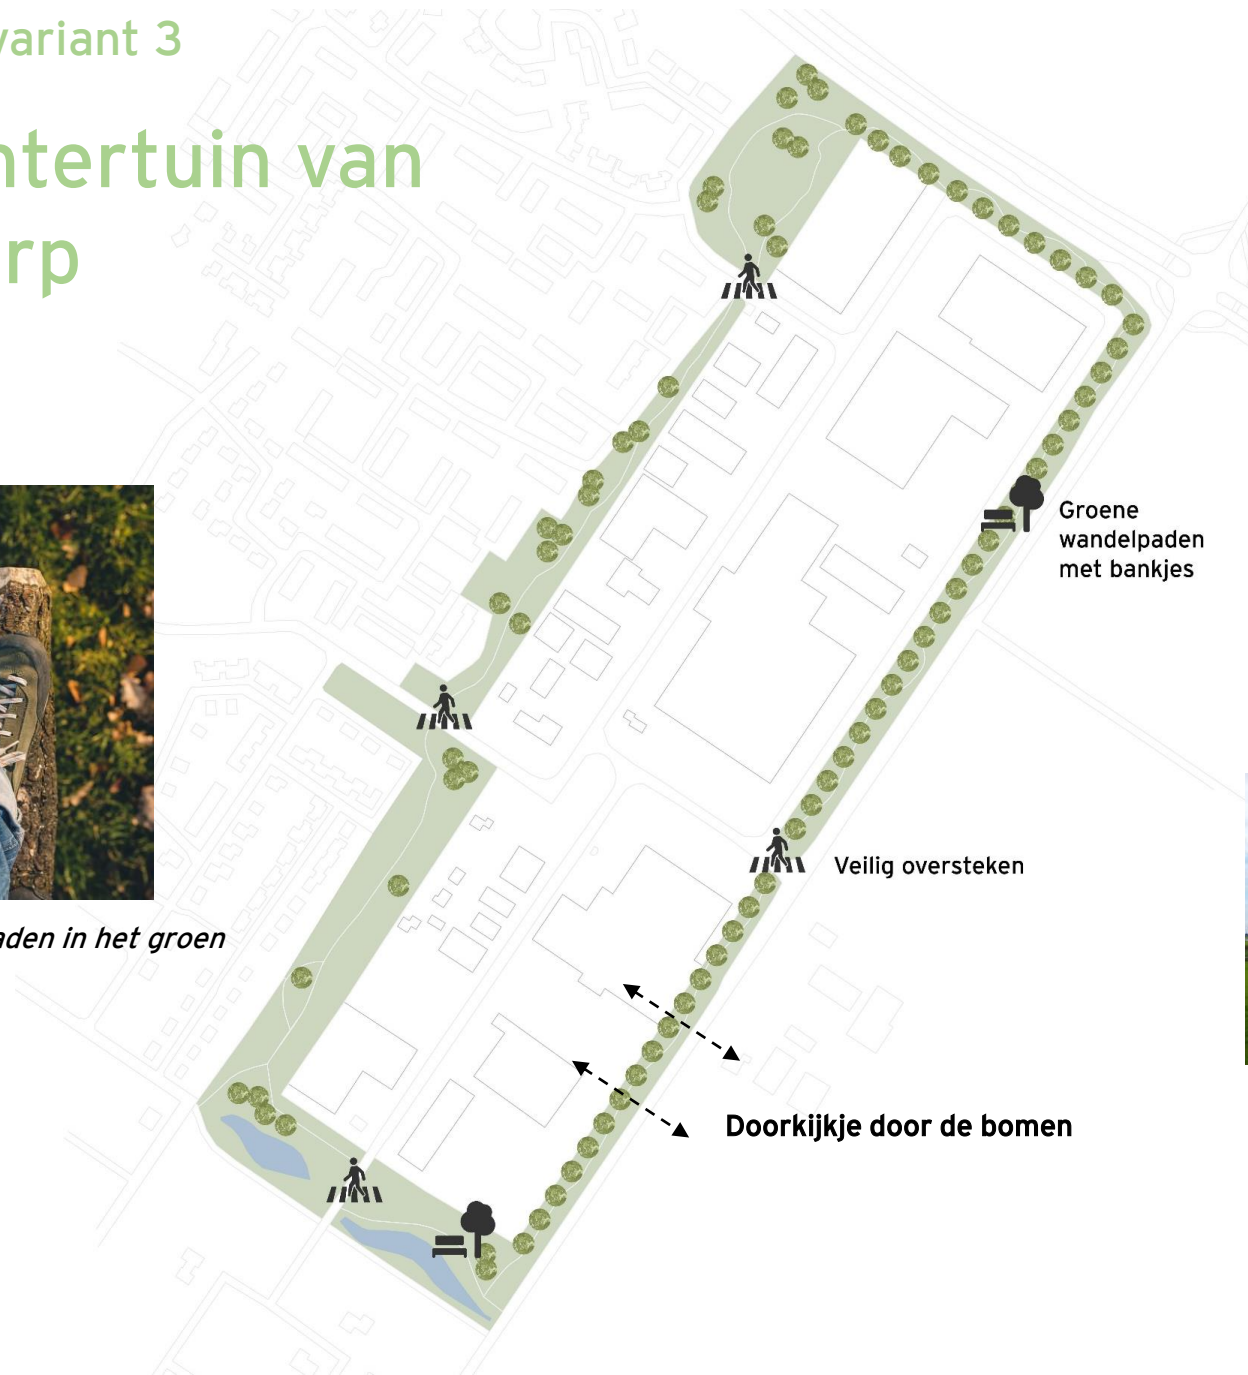 variant 3
ntertuin van
rp
Groene
wandelpaden
met bankjes
Veilig oversteken
aden in het groen
Doorkijkje door de bomen